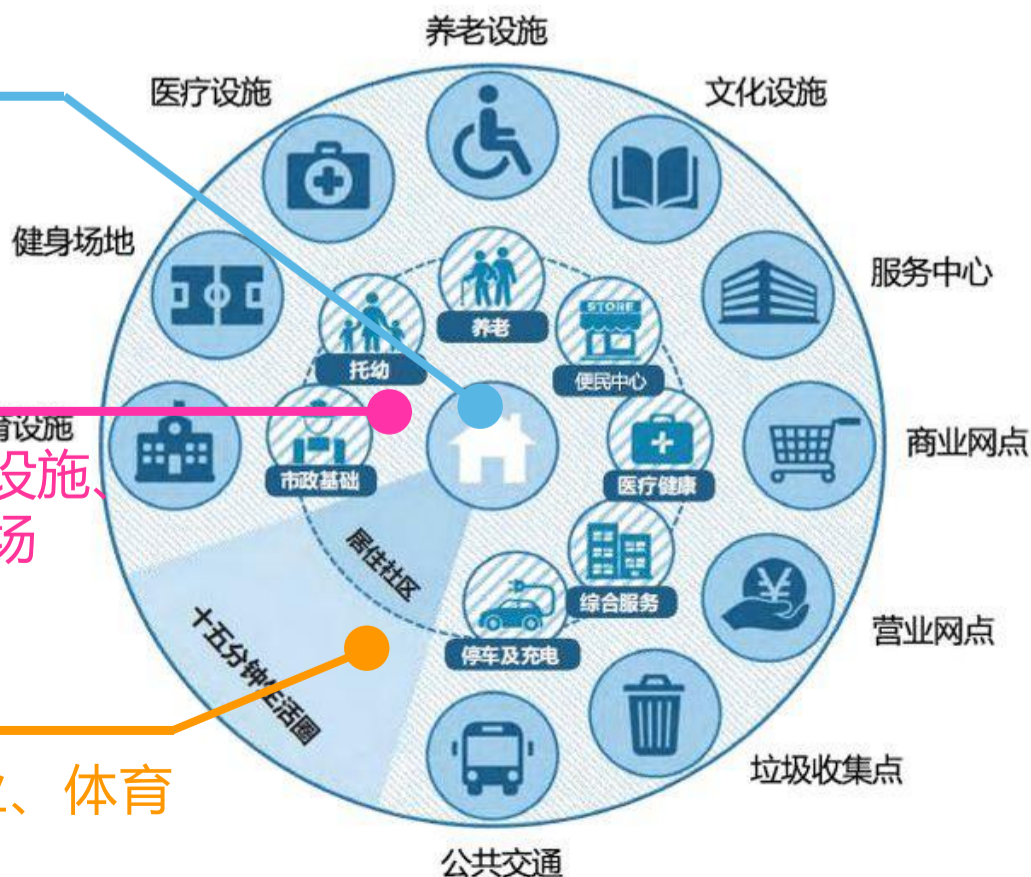 养老设施
医疗设施
文化设施
健身场地
服务中心
养老
STORE
托幼
便民中心
育设施
商业网点
设施、
市政基础
医疗健康
场
居住社区
综合服务
十五分钟生活圈
停车及充电
营业网点
垃圾收集点
、体育
公共交通